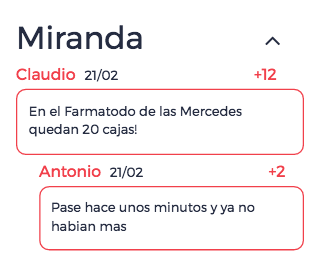 Miranda
Claudio 21/02 +12
En el Farmatodo de las Mercedes
quedan 20 cajas!
Antonio 21/02 +2
Pase hace unos minutos y ya no
habian mas